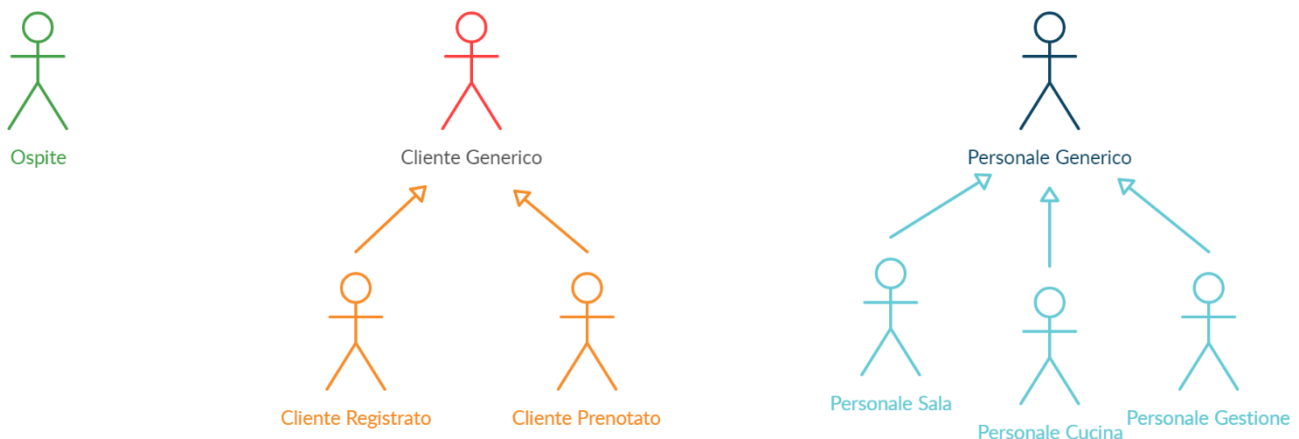 Ospite
Cliente Generico
Personale Generico
Cliente Registrato
Cliente Prenotato
Personale Sala
Personale Cucina
Personale Gestione